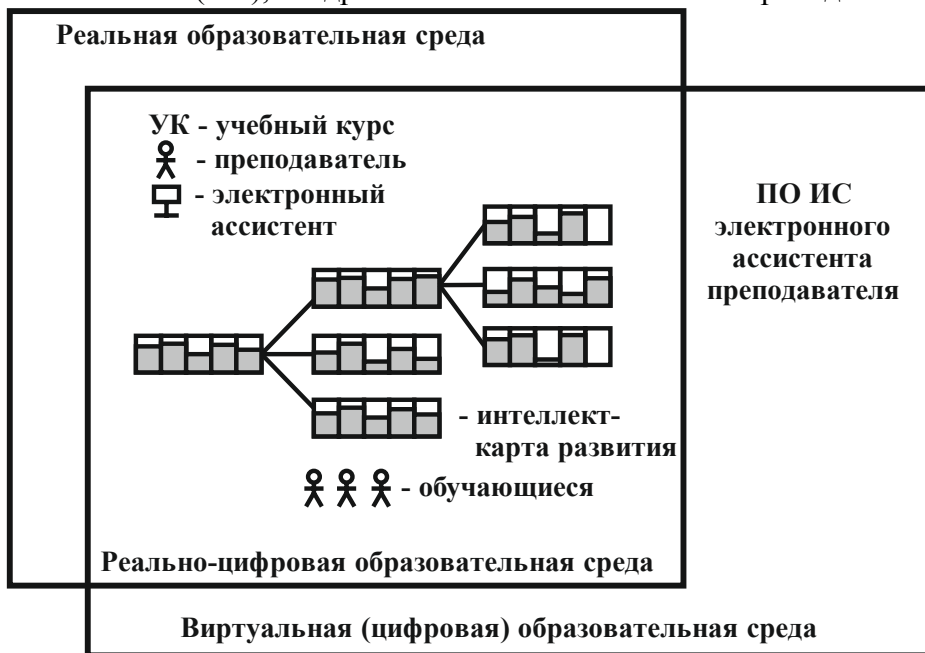 Реальная образовательная среда
УК - учебный курс
- преподаватель
- электронный
ассистент
ПО ИС
электронного
ассистента
преподавателя
- интеллект-
карта развития
- обучающиеся
Реально-цифровая образовательная среда
Виртуальная (цифровая) образовательная среда